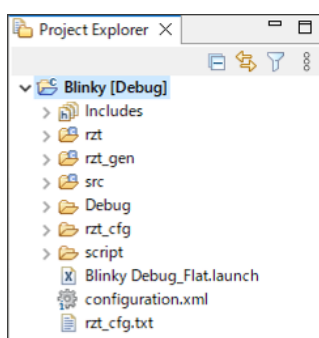 Project Explorer
Blinky [Debug]
Includes
rzt
rzt_gen
src
Debug
rzt_cfg
script
Blinky Debug_Flat.launch
configuration.xml
rzt_cfg.txt